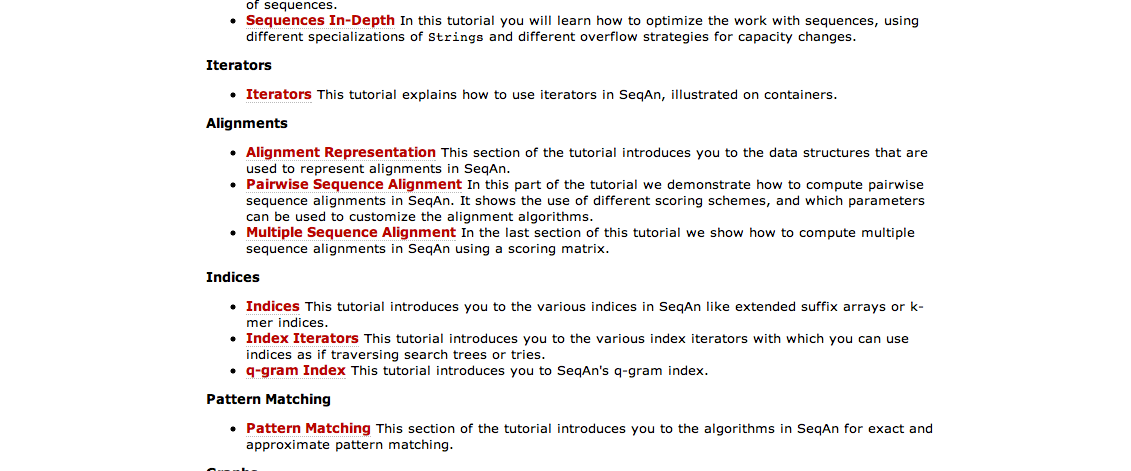 of sequences.
Sequences In-Depth In this tutorial you will learn how to optimize the work with sequences, using
different specializations of Strings and different overflow strategies for capacity changes.
Iterators
Iterators This tutorial explains how to use iterators in SeqAn, illustrated on containers.
Alignments
Alignment Representation This section of the tutorial introduces you to the data structures that are
used to represent alignments in SeqAn.
Pairwise Sequence Alignment In this part of the tutorial we demonstrate how to compute pairwise
sequence alignments in SeqAn. It shows the use of different scoring schemes, and which parameters
can be used to customize the alignment algorithms.
Multiple Sequence Alignment In the last section of this tutorial we show how to compute multiple
sequence alignments in SeqAn using a scoring matrix.
Indices
Indices This tutorial introduces you to the various indices in SeqAn like extended suffix arrays or k-
mer indices.
Index Iterators This tutorial introduces you to the various index iterators with which you can use
indices as if traversing search trees or tries.
q-gram Index This tutorial introduces you to SeqAn's q-gram index.
Pattern Matching
Pattern Matching This section of the tutorial introduces you to the algorithms in SeqAn for exact and
approximate pattern matching.